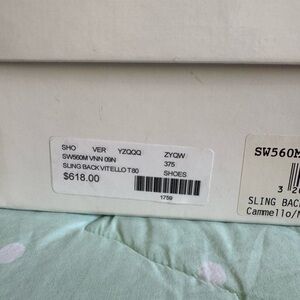 SHO VER YZQQQ ZYQW
SW560M VNN 09N 375
SLING BACK VITELLO T80 SHOES
$618.00
1759
SW560M
3
SLING BACK
Cammello/